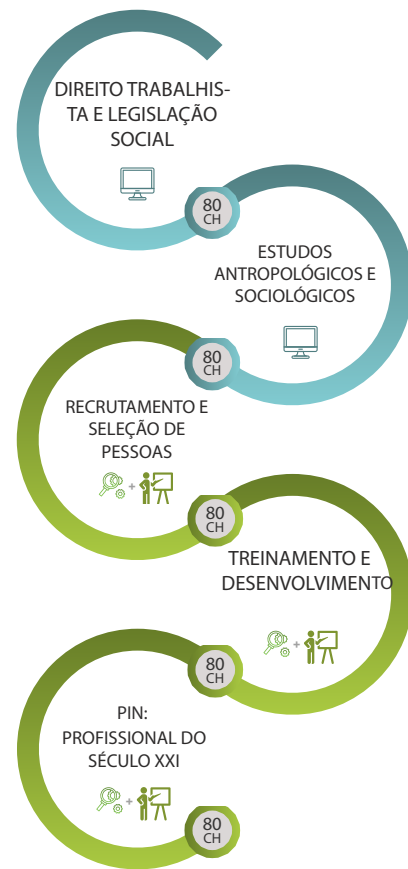 DIREITO TRABALHIS-
TA E LEGISLAÇÃO
SOCIAL
80
CH
ESTUDOS
ANTROPOLÓGICOS E
SOCIOLÓGICOS
80
CH
RECRUTAMENTO E
SELEÇÃO DE
PESSOAS
+
80
CH
TREINAMENTO E
DESENVOLVIMENTO
+
80
CH
PIN:
PROFISSIONAL DO
SÉCULO XXI
+
80
CH